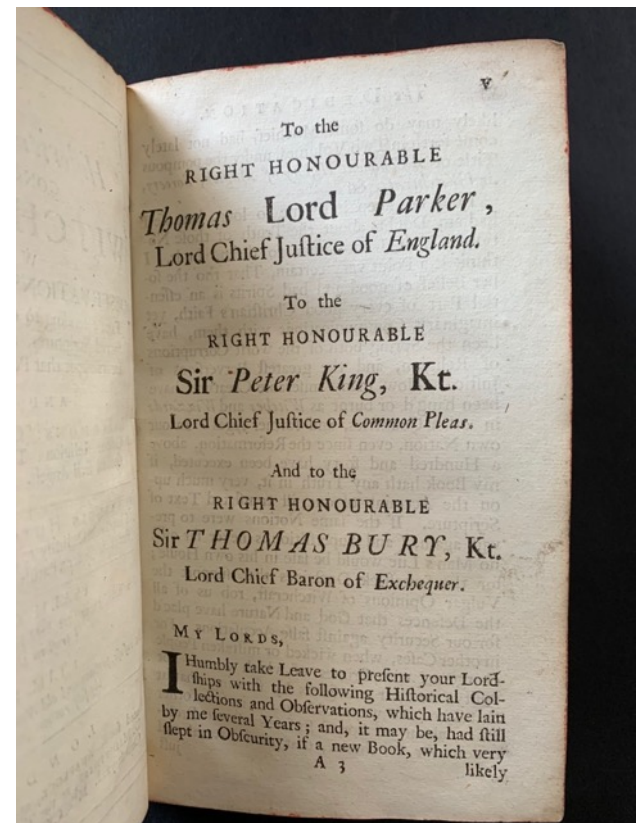 V
To the
RIGHT HONOURABLE
Thomas Lord Parker,
Lord Chief Juſtice of England.
To the
RIGHT HONOURABLE
Sir Peter King, Kt.
Lord Chief Juſtice of Common Pleas.
And to the
RIGHT HONOURABLE
Sir THOMAS BURY, Kt.
Lord Chief Baron of Exchequer.
MY LORDS,
I Humbly take Leave to preſent your Lord-
ſhips with the following Hiſtorical Col-
lections and Obſervations, which have lain
by me ſeveral Years; and, it may be, had ſtill
ſlept in Obſcurity, if a new Book, which very
A 3 likely